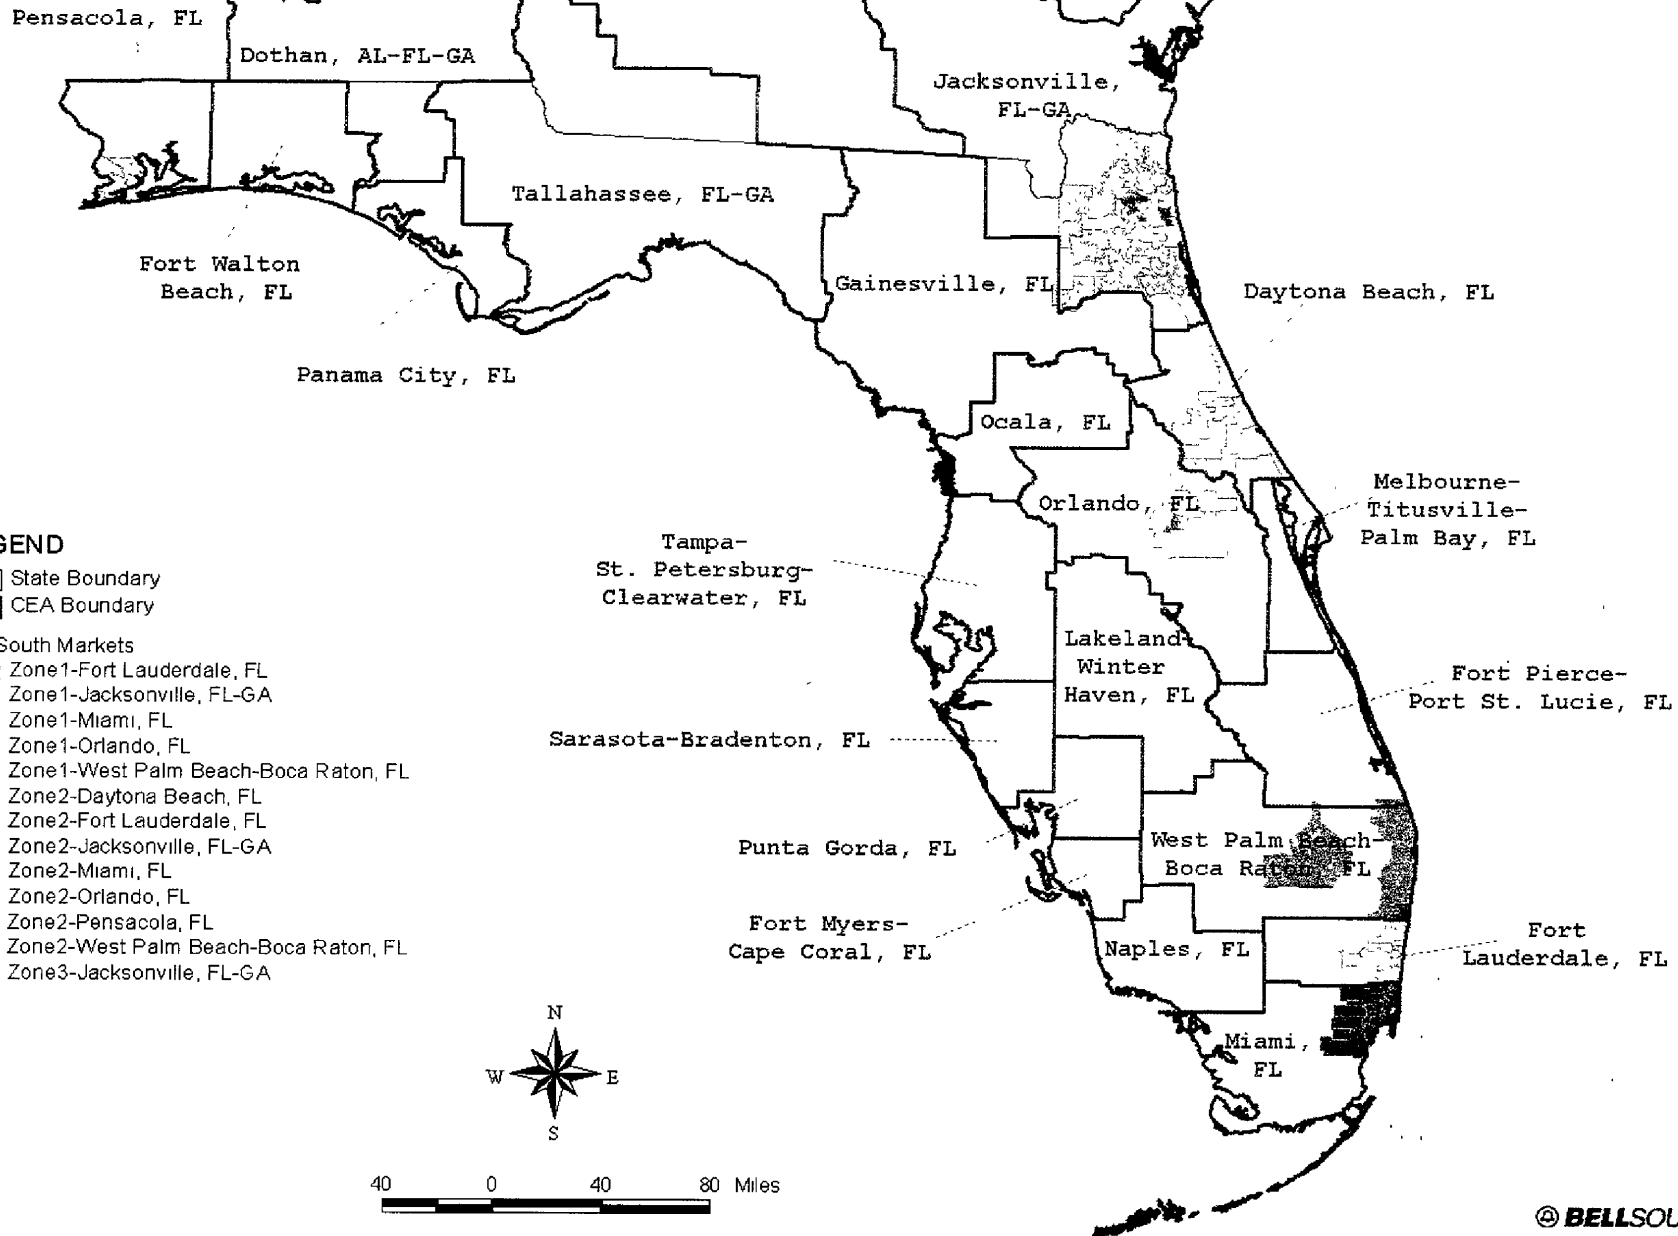 Pensacola, FL
Dothan, AL-FL-GA
Jacksonville,
FL-GA
Tallahassee, FL-GA
Fort Walton
Beach, FL
Gainesville, FL
Daytona Beach, FL
Panama City, FL
Ocala, FL
Melbourne-
Titusville-
Palm Bay, FL
Orlando, FL
Tampa-
St. Petersburg-
Clearwater, FL
Lakeland-
Winter
Haven, FL
Fort Pierce-
Port St. Lucie, FL
Sarasota-Bradenton, FL
Punta Gorda, FL
West Palm Beach-
Boca Raton, FL
Fort Myers-
Cape Coral, FL
Naples, FL
Fort
Lauderdale, FL
Miami,
FL
GEND
State Boundary
CEA Boundary
South Markets
Zone1-Fort Lauderdale, FL
Zone1-Jacksonville, FL-GA
Zone1-Miami, FL
Zone1-Orlando, FL
Zone1-West Palm Beach-Boca Raton, FL
Zone2-Daytona Beach, FL
Zone2-Fort Lauderdale, FL
Zone2-Jacksonville, FL-GA
Zone2-Miami, FL
Zone2-Orlando, FL
Zone2-Pensacola, FL
Zone2-West Palm Beach-Boca Raton, FL
Zone3-Jacksonville, FL-GA
N
W E
S
40 0 40 80 Miles
BELLSOU